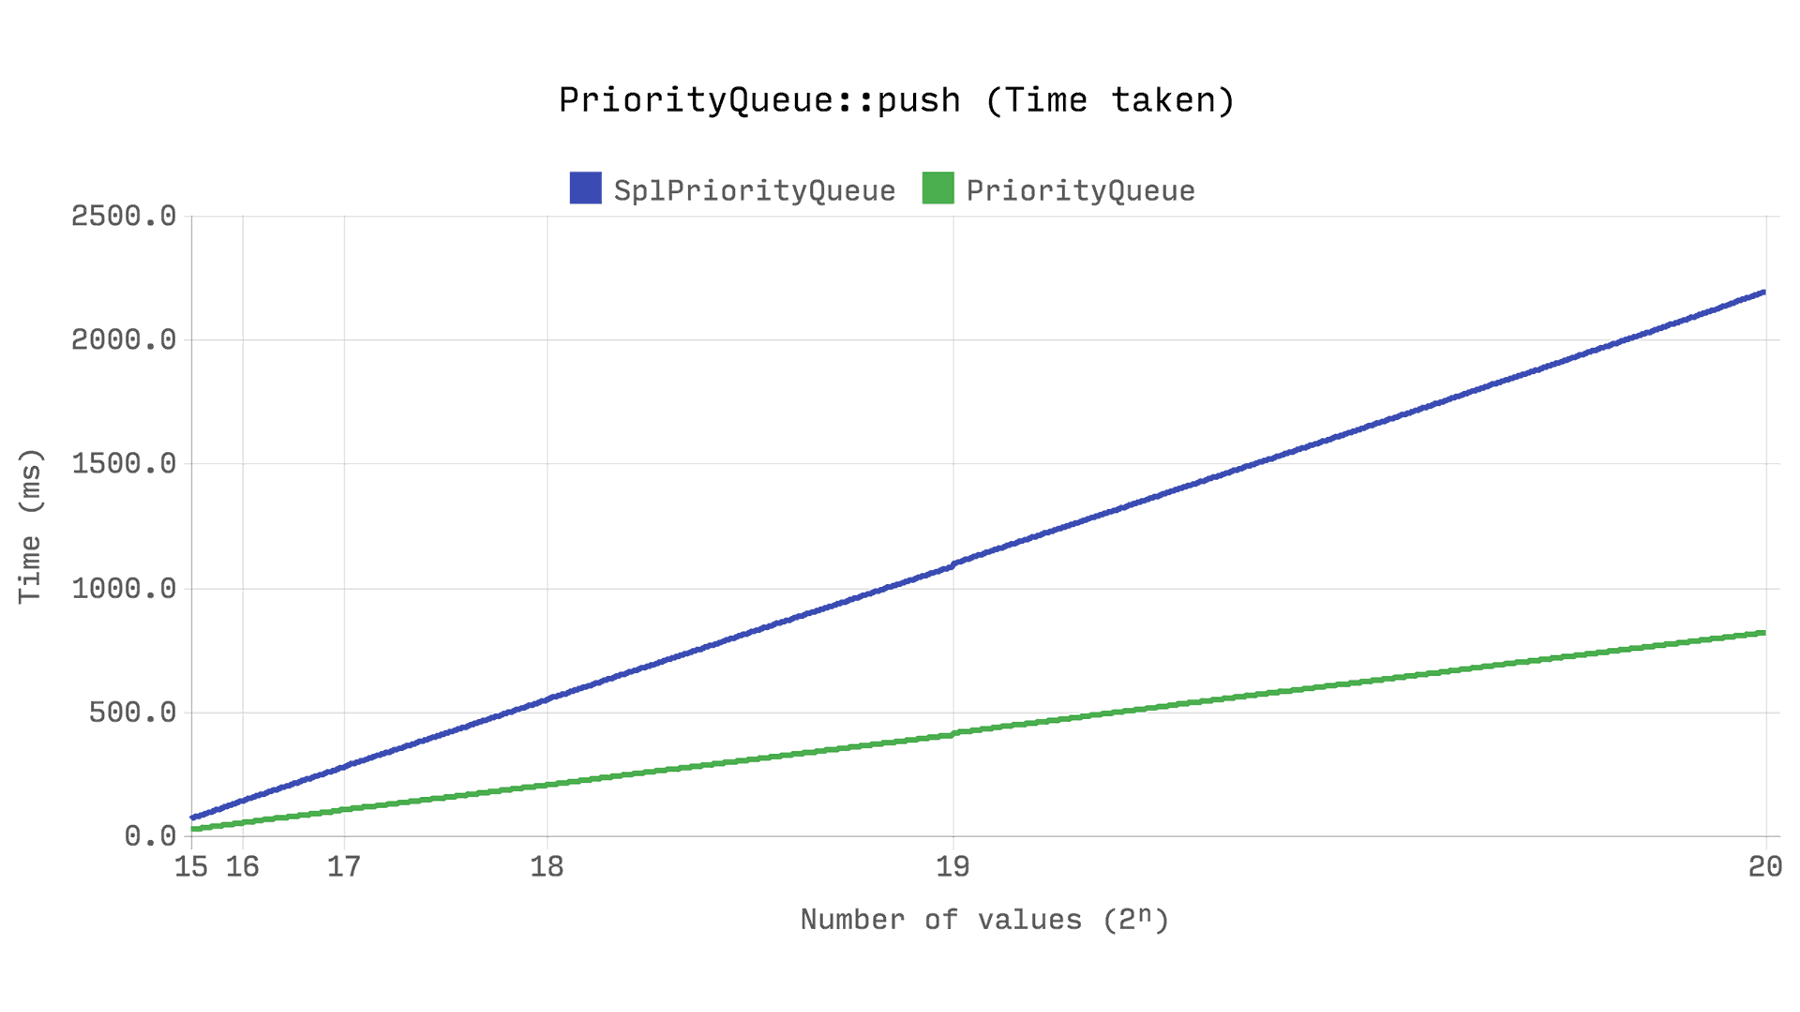 PriorityQueue::push (Time taken)
SplPriorityQueue PriorityQueue
2500.0
2000.0
1500.0
1000.0
500.0
0.0
Time (ms)
15 16 17 18 19 20
Number of values (2ⁿ)